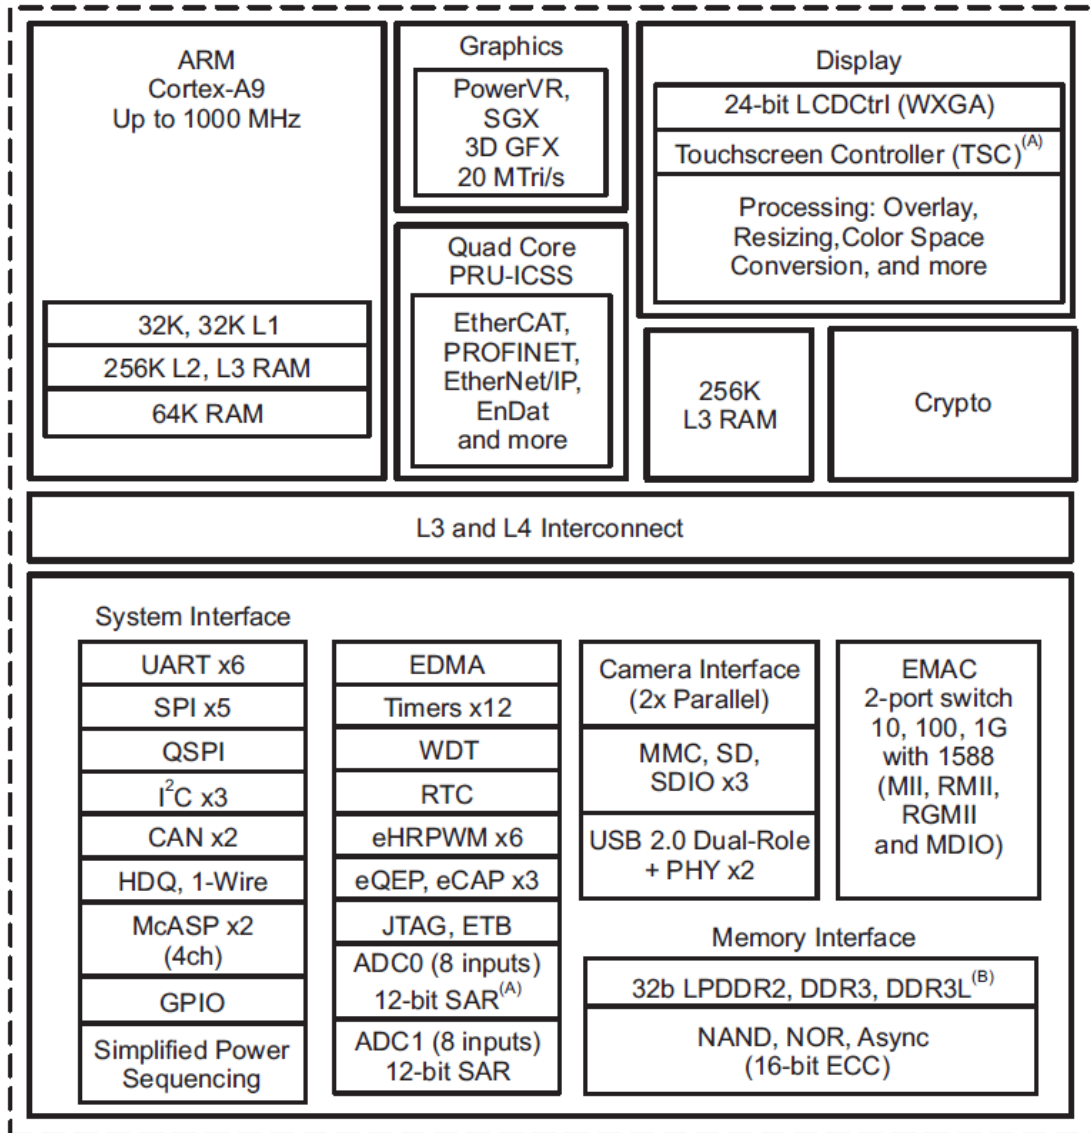 ARM
Cortex-A9
Up to 1000 MHz
32K, 32K L1
256K L2, L3 RAM
64K RAM
Graphics
PowerVR,
SGX
3D GFX
20 MTri/s
Quad Core
PRU-ICSS
EtherCAT,
PROFINET,
EtherNet/IP,
EnDat
and more
Display
24-bit LCDCtrl (WXGA)
Touchscreen Controller (TSC)(A)
Processing: Overlay,
Resizing,Color Space
Conversion, and more
256K
L3 RAM
Crypto
L3 and L4 Interconnect
System Interface
UART x6
SPI x5
QSPI
I2C x3
CAN x2
HDQ, 1-Wire
McASP x2
(4ch)
GPIO
Simplified Power
Sequencing
EDMA
Timers x12
WDT
RTC
eHRPWM x6
eQEP, eCAP x3
JTAG, ETB
ADC0 (8 inputs)
12-bit SAR(A)
ADC1 (8 inputs)
12-bit SAR
Camera Interface
(2x Parallel)
MMC, SD,
SDIO x3
USB 2.0 Dual-Role
+ PHY x2
EMAC
2-port switch
10, 100, 1G
with 1588
(MII, RMII,
RGMII
and MDIO)
Memory Interface
32b LPDDR2, DDR3, DDR3L(B)
NAND, NOR, Async
(16-bit ECC)